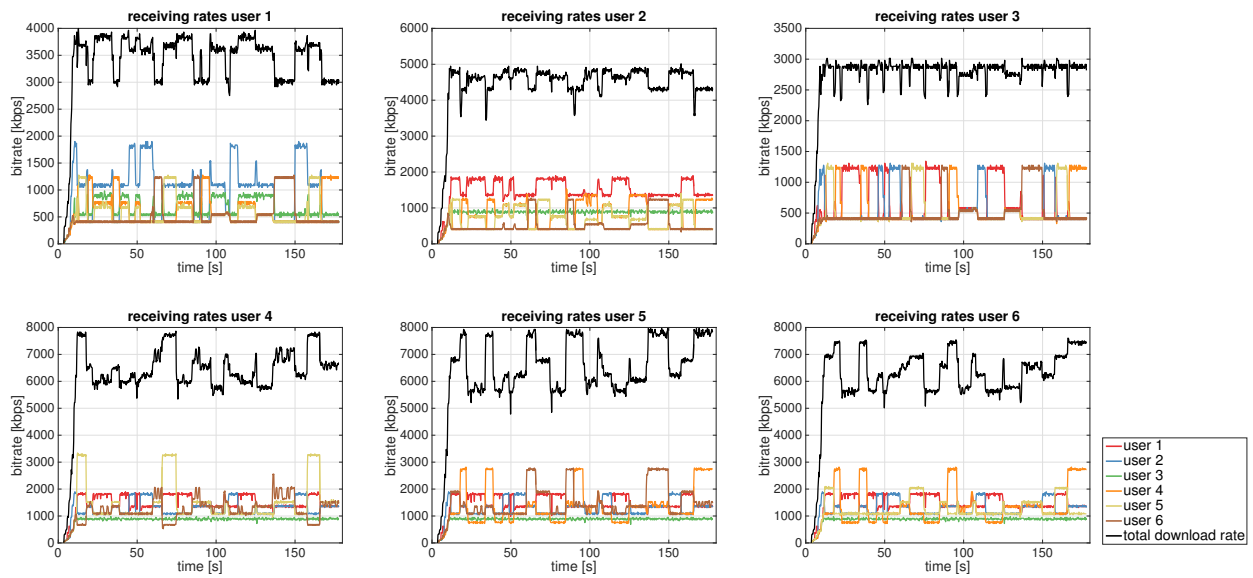 receiving rates user 1
4000
3500
3000
2500
2000
1500
1000
500
0
bitrate [kbps]
0 50 100 150
time [s]
receiving rates user 2
6000
5000
4000
3000
2000
1000
0
bitrate [kbps]
0 50 100 150
time [s]
receiving rates user 3
3500
3000
2500
2000
1500
1000
500
0
bitrate [kbps]
0 50 100 150
time [s]
receiving rates user 4
8000
7000
6000
5000
4000
3000
2000
1000
0
bitrate [kbps]
0 50 100 150
time [s]
receiving rates user 5
8000
7000
6000
5000
4000
3000
2000
1000
0
bitrate [kbps]
0 50 100 150
time [s]
receiving rates user 6
8000
7000
6000
5000
4000
3000
2000
1000
0
bitrate [kbps]
0 50 100 150
time [s]
user 1
user 2
user 3
user 4
user 5
user 6
total download rate